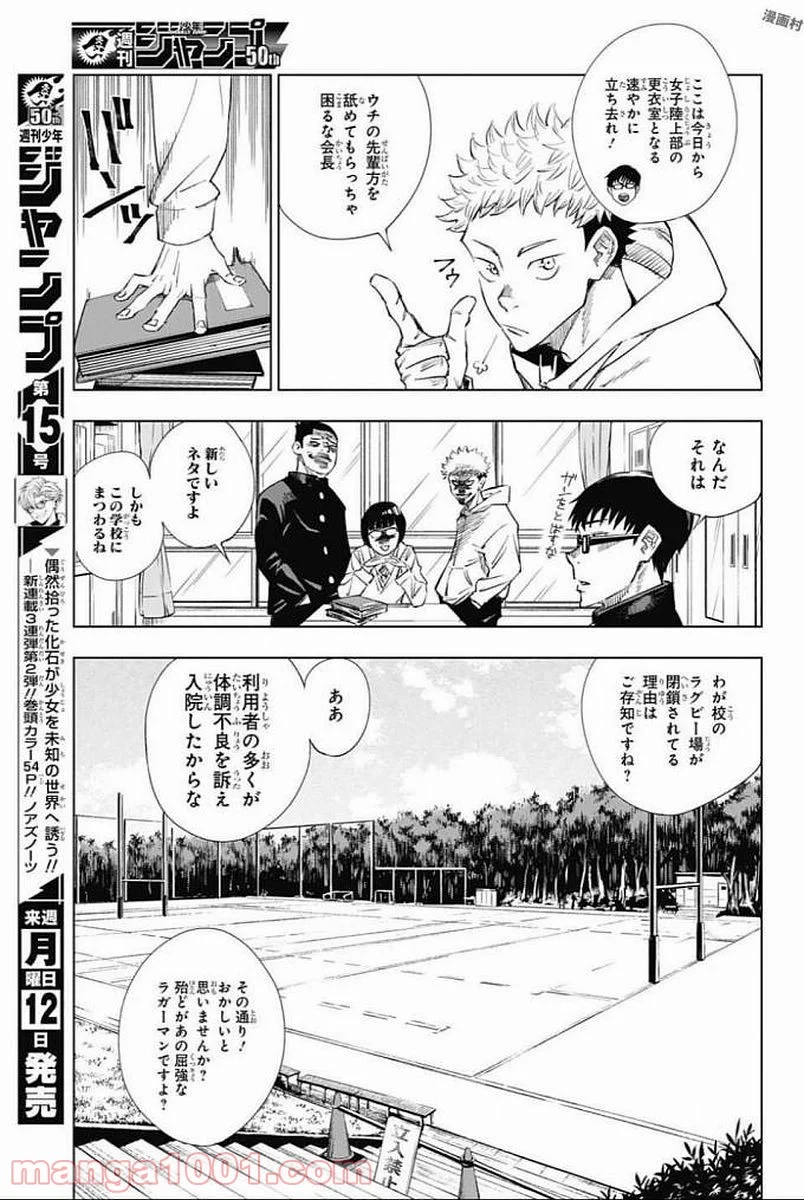 漫画村
週刊
少年
ジャンプ
50th
ここは今日から
女子陸上部の
更衣室となる
速やかに
立ち去れ！
ウチの先輩方を
舐めてもらっちゃ
困るな会長
フゥ
なんだ
それは
ガーンをとばすな
新しい
ネタですよ
しかも
この学校に
まつわるね
わが校の
ラグビー場が
閉鎖されてる
理由は
ご存知ですね？
ああ
利用者の多くが
体調不良を訴え
入院したからな
その通り！
おかしいと
思いませんか？
殆どがあの屈強な
ラガーマンですよ？
立入禁止
50th
週刊少年
ジャンプ
第15号
偶然拾った化石が少女を未知の世界へ誘う!!
―新連載3連弾第2弾!!巻頭カラー54P!! ノアズノーツ
来週月曜日12日発売
manga1001.com